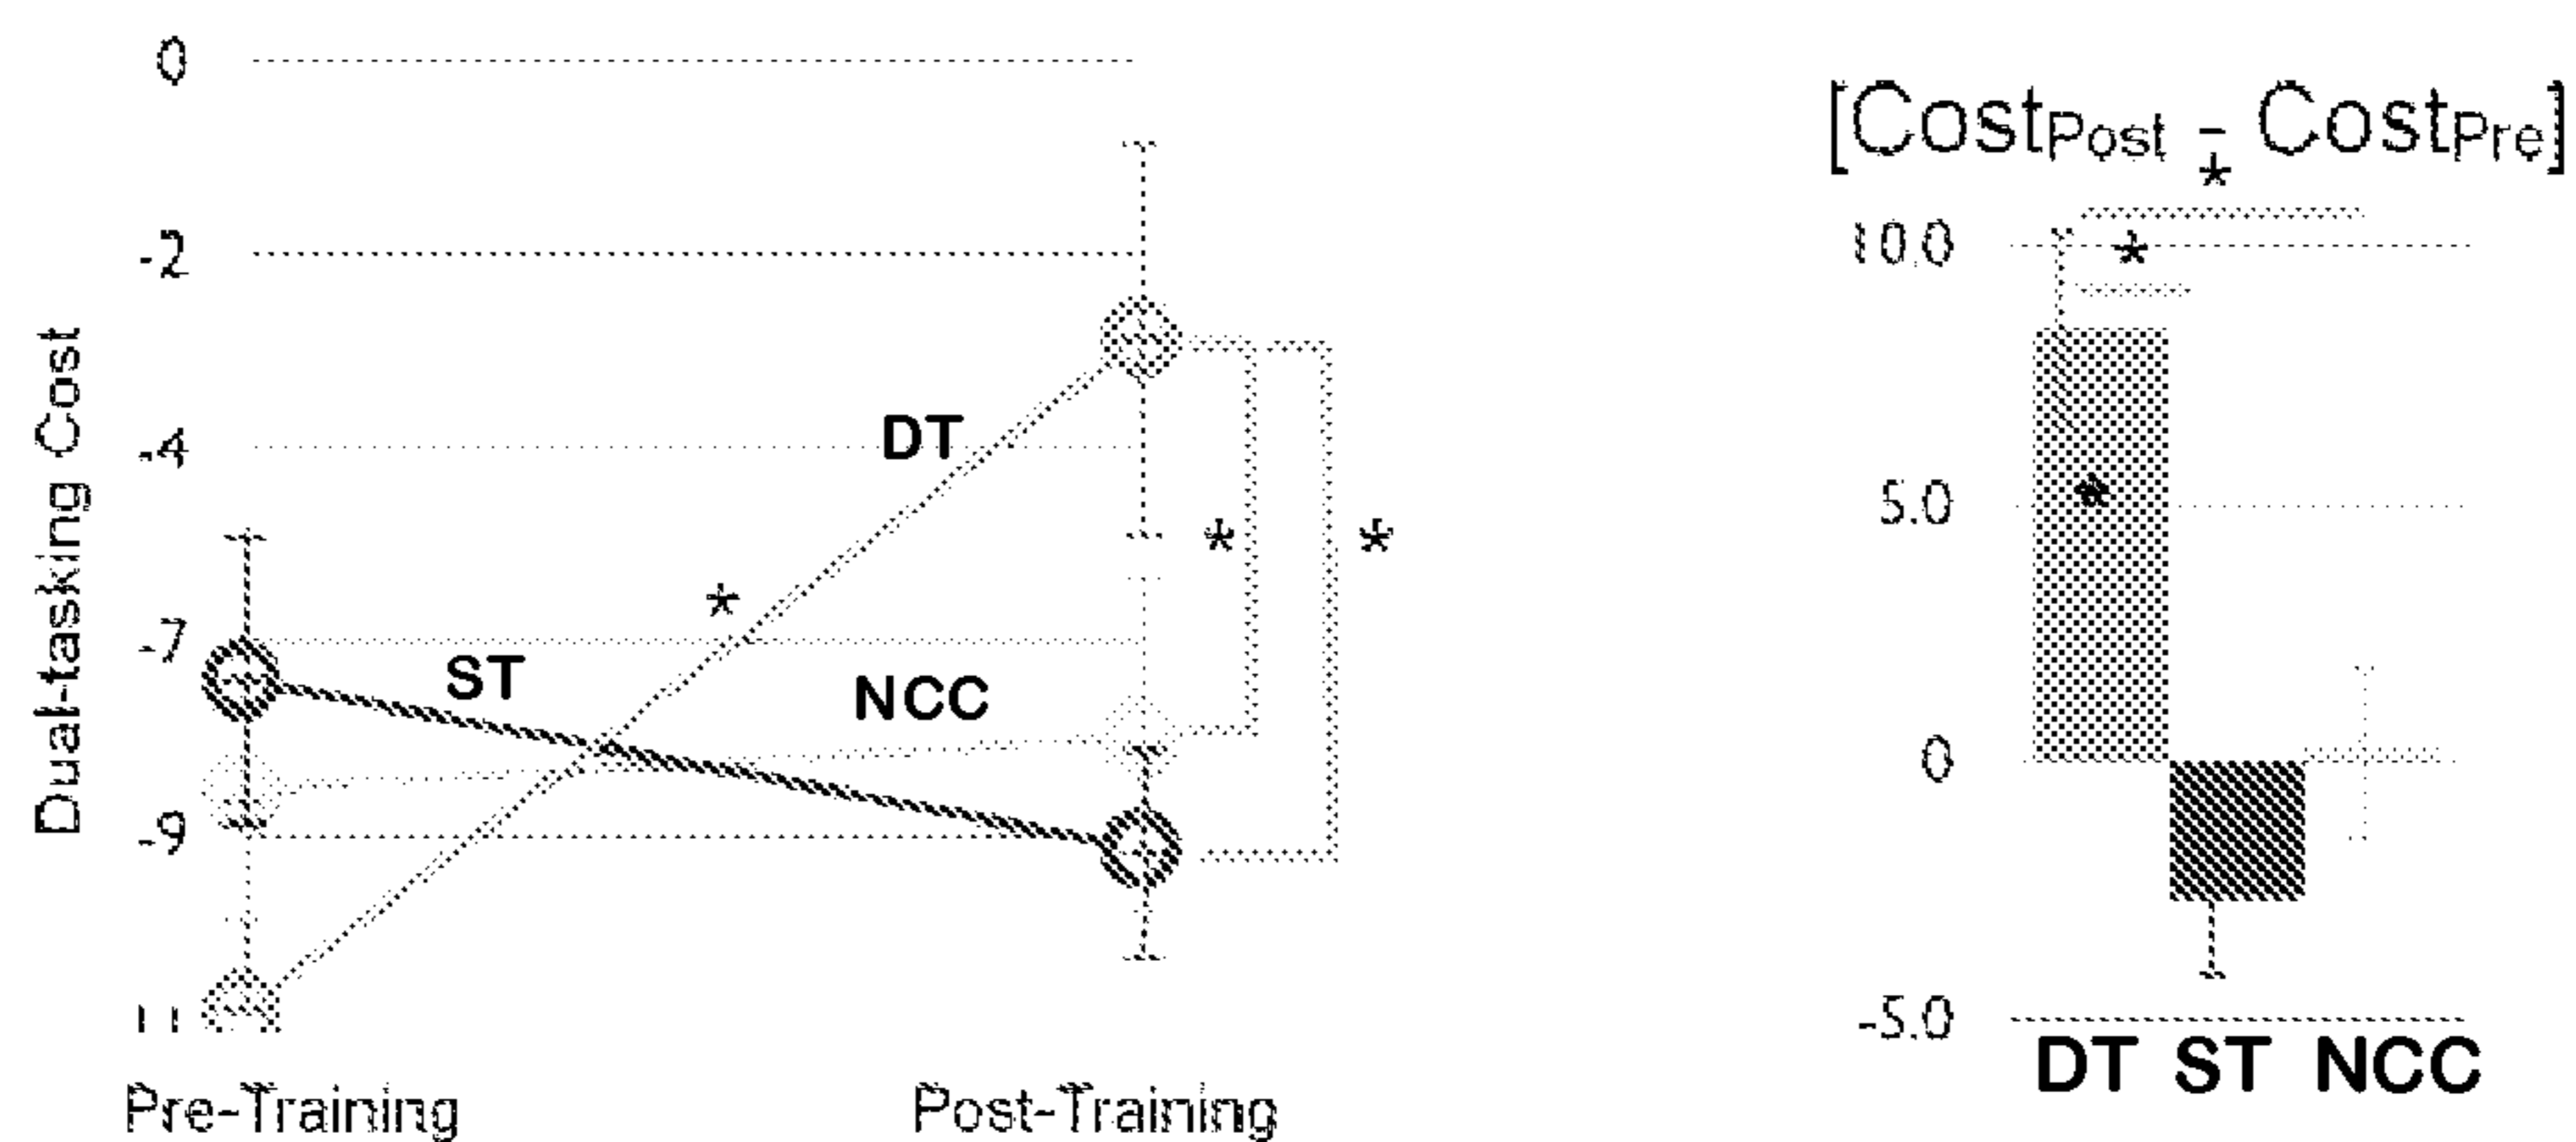 0
-2
-4
-7
-9
11
Dual-tasking Cost
DT
*
*
*
ST
NCC
Pre-Training
Post-Training
[CostPost - CostPre]
*
10.0
*
5.0
*
0
-5.0
DT ST NCC